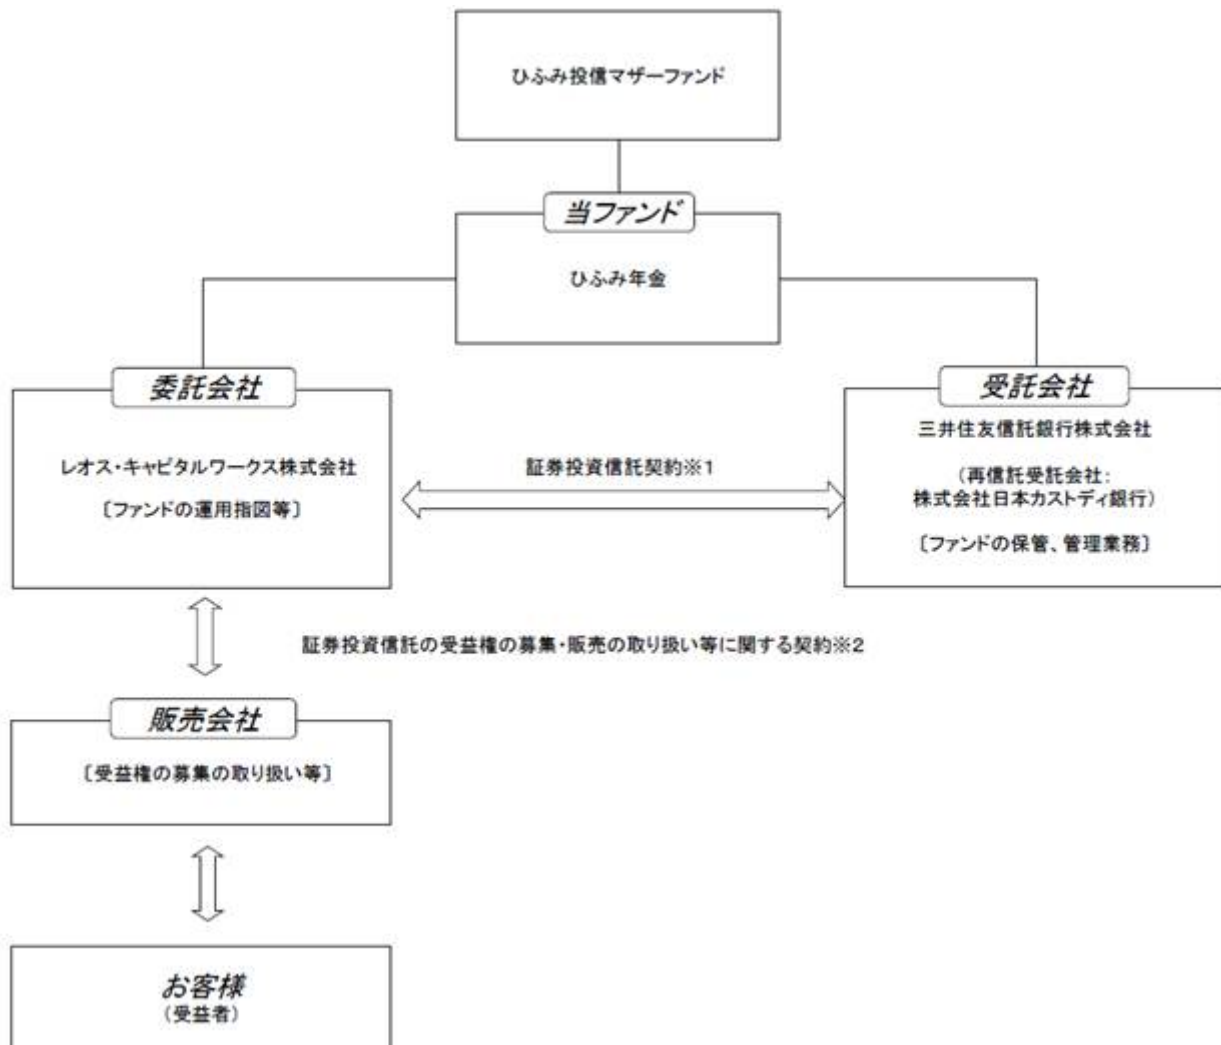 ひふみ投信マザーファンド
当ファンド
ひふみ年金
委託会社
レオス・キャピタルワークス株式会社
〔ファンドの運用指図等〕
証券投資信託契約※1
受託会社
三井住友信託銀行株式会社
(再信託受託会社:
株式会社日本カストディ銀行)
〔ファンドの保管、管理業務〕
証券投資信託の受益権の募集・販売の取り扱い等に関する契約※2
販売会社
〔受益権の募集の取り扱い等〕
お客様
(受益者)